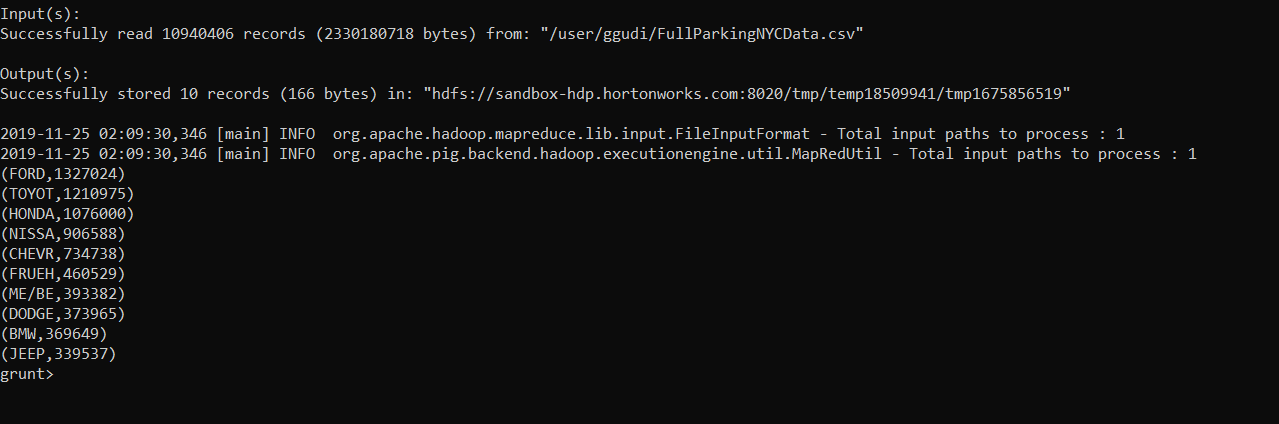 Input(s):
Successfully read 10940406 records (2330180718 bytes) from: "/user/ggudi/FullParkingNYCData.csv"
Output(s):
Successfully stored 10 records (166 bytes) in: "hdfs://sandbox-hdp.hortonworks.com:8020/tmp/temp18509941/tmp1675856519"
2019-11-25 02:09:30,346 [main] INFO  org.apache.hadoop.mapreduce.lib.input.FileInputFormat - Total input paths to process : 1
2019-11-25 02:09:30,346 [main] INFO  org.apache.pig.backend.hadoop.executionengine.util.MapRedUtil - Total input paths to process : 1
(FORD,1327024)
(TOYOT,1210975)
(HONDA,1076000)
(NISSA,906588)
(CHEVR,734738)
(FRUEH,460529)
(ME/BE,393382)
(DODGE,373965)
(BMW,369649)
(JEEP,339537)
grunt>